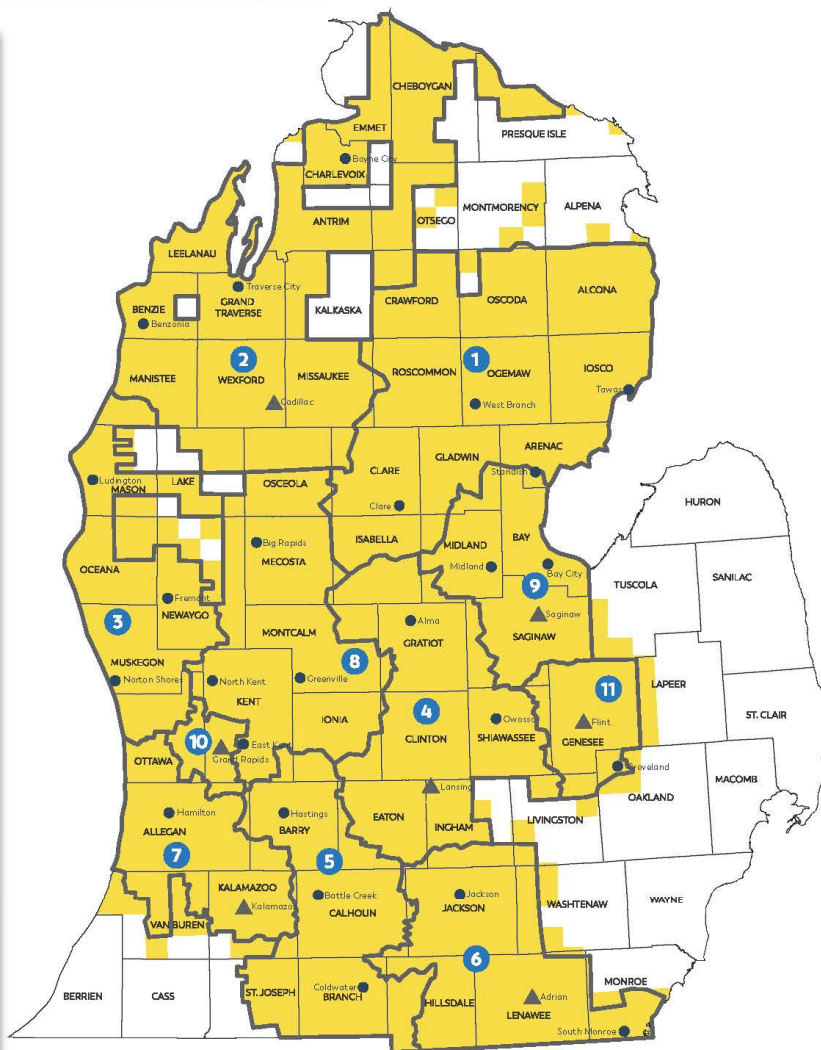 CHEBOYGAN
EMMET
PRESQUE ISLE
Boyne City
CHARLEVOIX
ANTRIM
OTSEGO
MONTMORENCY
ALPENA
LEELANAU
Traverse City
BENZIE
GRAND
TRAVERSE
KALKASKA
CRAWFORD
OSCODA
ALCONA
Benzonia
2
1
MANISTEE
WEXFORD
MISSAUKEE
ROSCOMMON
OGEMAW
IOSCO
Cadillac
West Branch
Tawas
CLARE
GLADWIN
ARENAC
Ludington
MASON
LAKE
OSCEOLA
Standish
Clare
HURON
ISABELLA
MIDLAND
BAY
Big Rapids
MECOSTA
OCEANA
Midland
Bay City
TUSCOLA
SANILAC
Fremont
NEWAYGO
9
Saginaw
SAGINAW
3
Alma
GRATIOT
MONTCALM
MUSKEGON
8
Norton Shores
North Kent
KENT
Greenville
11
LAPEER
IONIA
4
CLINTON
Owosso
SHIAWASSEE
Flint
GENESEE
ST. CLAIR
10
East Kent
Grand Rapids
OTTAWA
Groveland
OAKLAND
MACOMB
Lansing
Hamilton
ALLEGAN
Hastings
BARRY
EATON
INGHAM
LIVINGSTON
7
5
KALAMAZOO
Kalamazo
Battle Creek
CALHOUN
Jackson
JACKSON
WASHTENAW
WAYNE
VAN BUREN
6
MONROE
BERRIEN
CASS
ST. JOSEPH
Coldwater
BRANCH
HILLSDALE
Adrian
LENAWEE
South Monroe